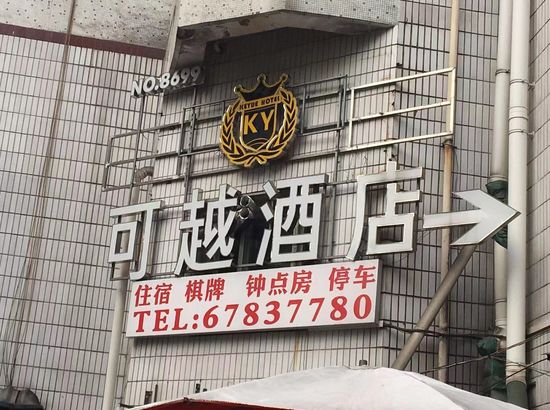 NO.8699
KEYUE HOTEL
KY
可越酒店
住宿 棋牌 钟点房 停车
TEL:67837780